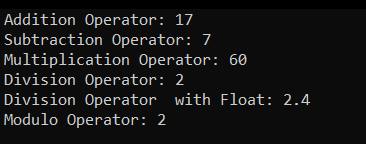 Addition Operator: 17
Subtraction Operator: 7
Multiplication Operator: 60
Division Operator: 2
Division Operator  with Float: 2.4
Modulo Operator: 2